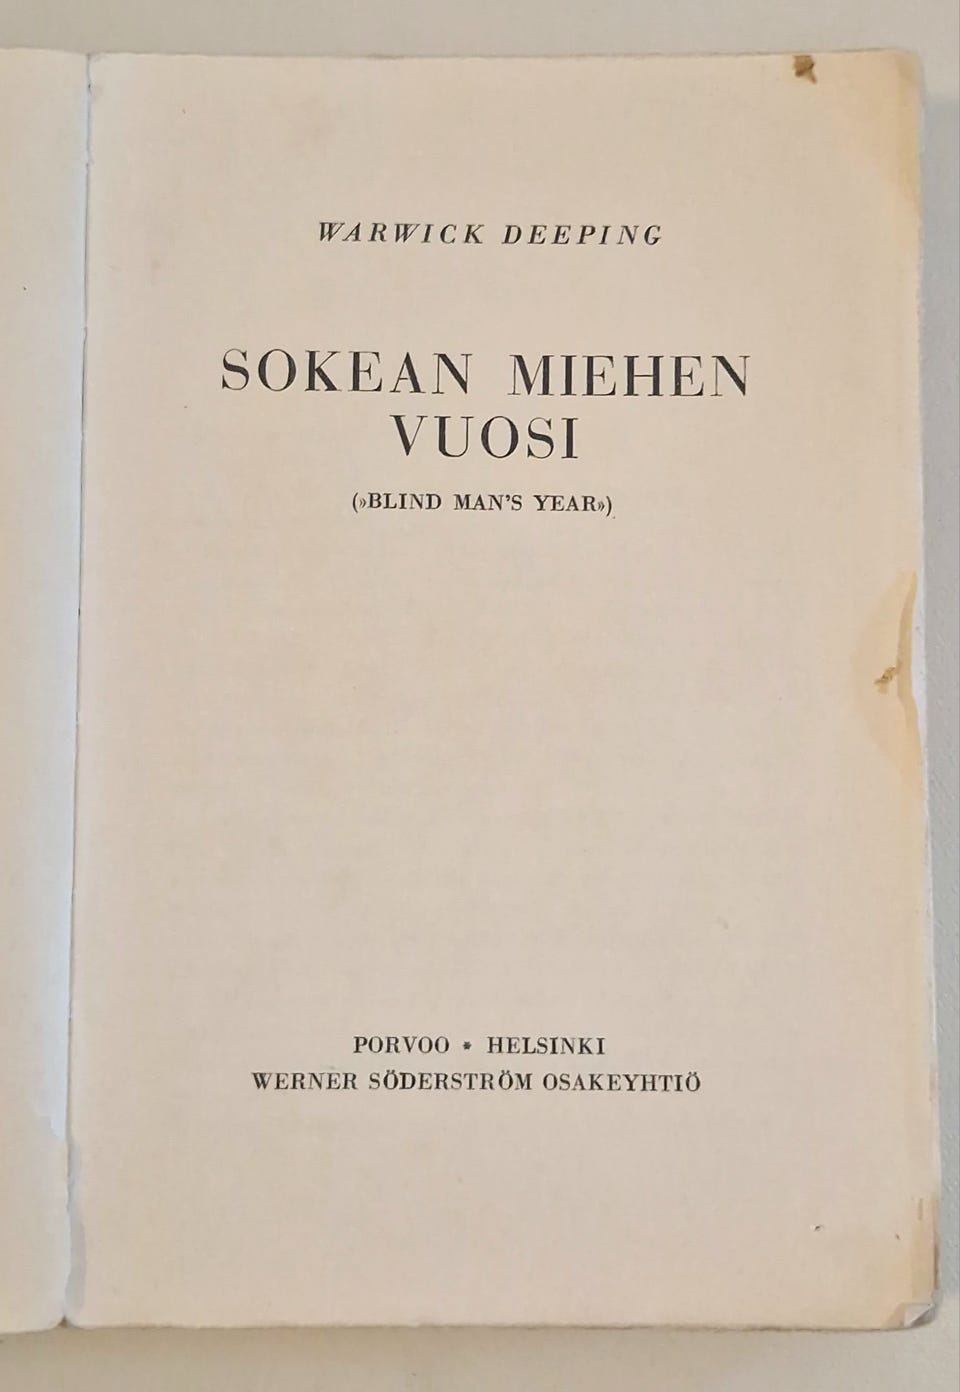 WARWICK DEEPING
SOKEAN MIEHEN
VUOSI
(»BLIND MAN'S YEAR»)
PORVOO * HELSINKI
WERNER SÖDERSTRÖM OSAKEYHTIÖ